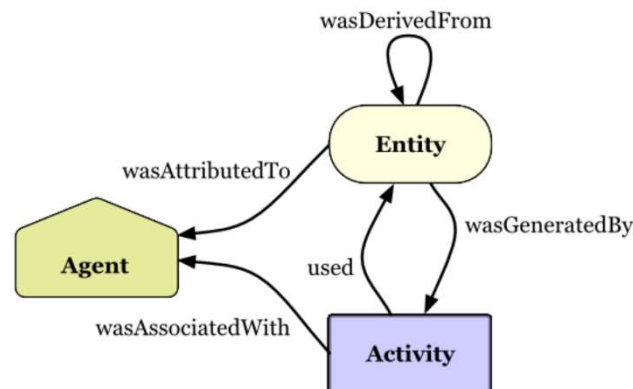 wasDerivedFrom
Entity
wasAttributedTo
wasGeneratedBy
Agent
used
wasAssociatedWith
Activity